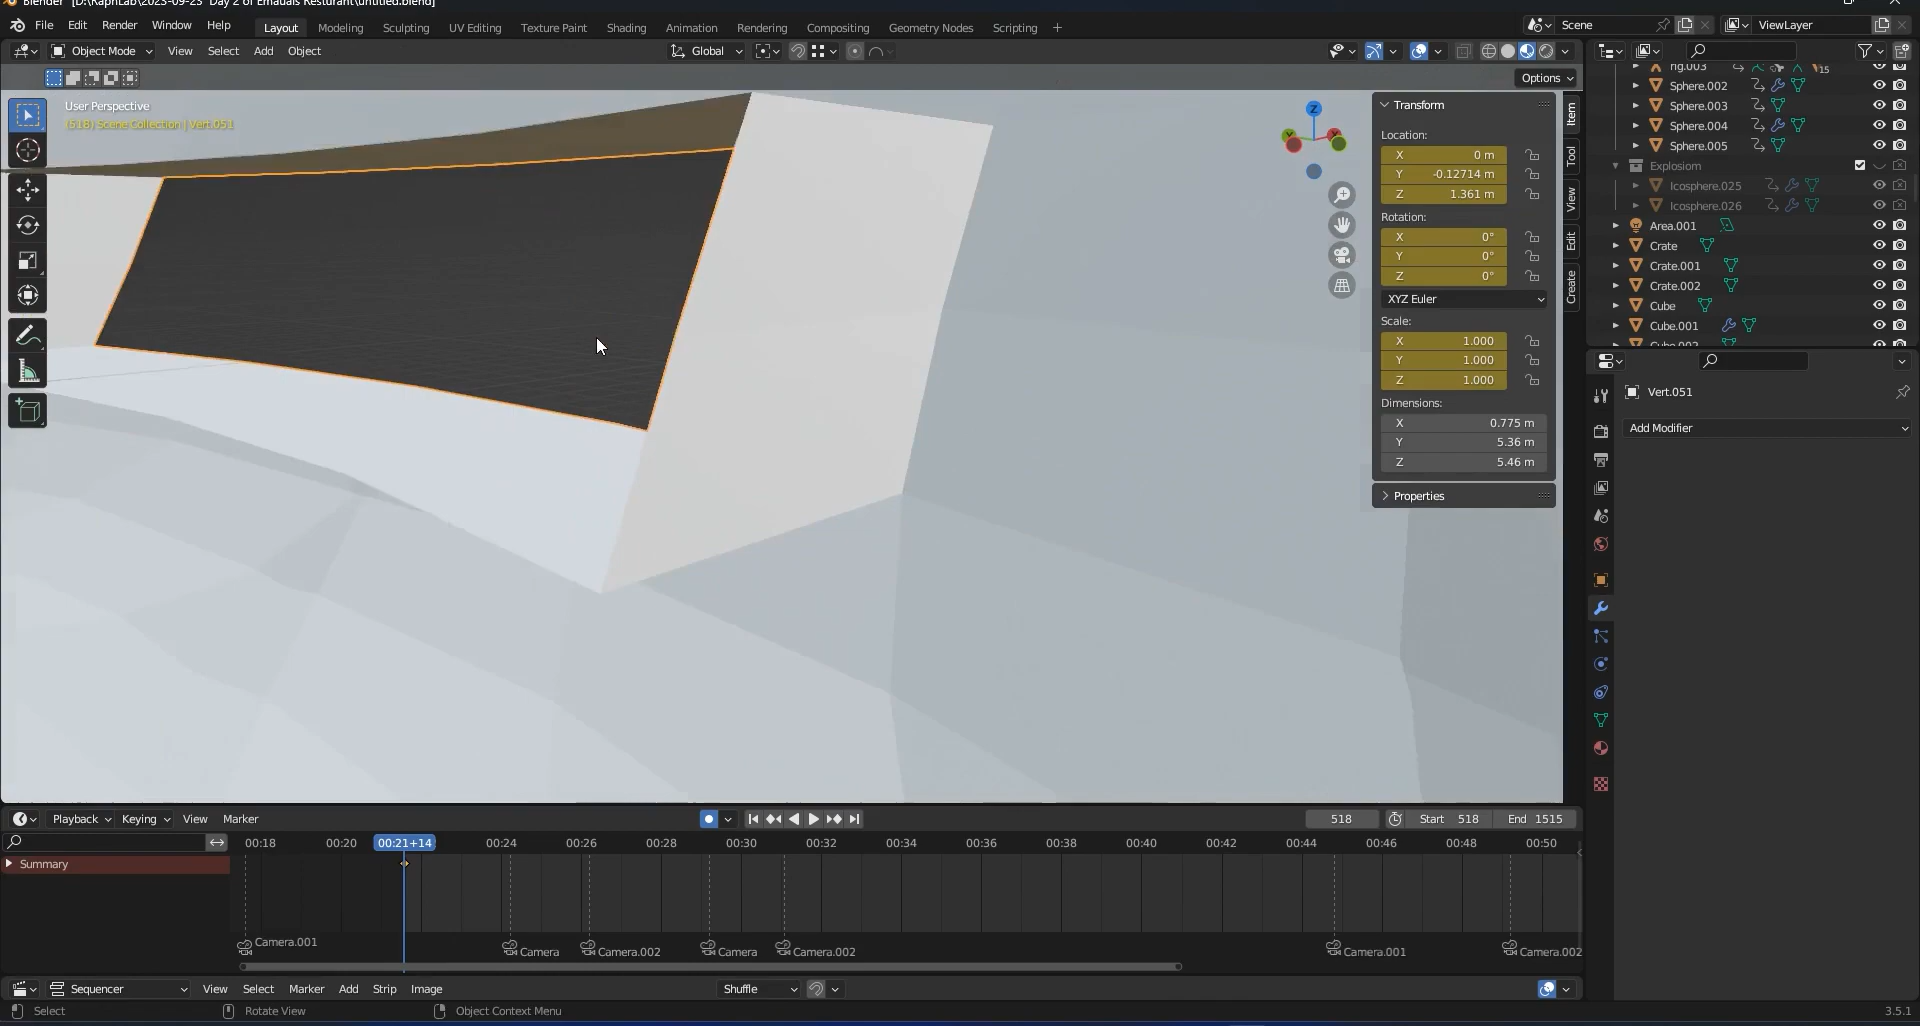 Blender [D:\RaphLab\2023-09-23 Day 2 of Emadals Resturant\untitled.blend]
File Edit Render Window Help Layout Modeling Sculpting UV Editing Texture Paint Shading Animation Rendering Compositing Geometry Nodes Scripting + Scene ViewLayer
Object Mode View Select Add Object Global
Options
User Perspective
(518) Scene Collection | Vert.051
Transform
Location:
X 0 m
Y -0.12714 m
Z 1.361 m
Rotation:
X 0°
Y 0°
Z 0°
XYZ Euler
Scale:
X 1.000
Y 1.000
Z 1.000
Dimensions:
X 0.775 m
Y 5.36 m
Z 5.46 m
Properties
Item
Tool
View
Edit
Create
rig.003 15
Sphere.002
Sphere.003
Sphere.004
Sphere.005
Explosiom
Icosphere.025
Icosphere.026
Area.001
Crate
Crate.001
Crate.002
Cube
Cube.001
Cube.002
Vert.051
Add Modifier
Playback Keying View Marker 518 Start 518 End 1515
00:18 00:20 00:21+14 00:24 00:26 00:28 00:30 00:32 00:34 00:36 00:38 00:40 00:42 00:44 00:46 00:48 00:50
Summary
Camera.001 Camera Camera.002 Camera Camera.002 Camera.001 Camera.002
Sequencer View Select Marker Add Strip Image Shuffle
Select Rotate View Object Context Menu 3.5.1